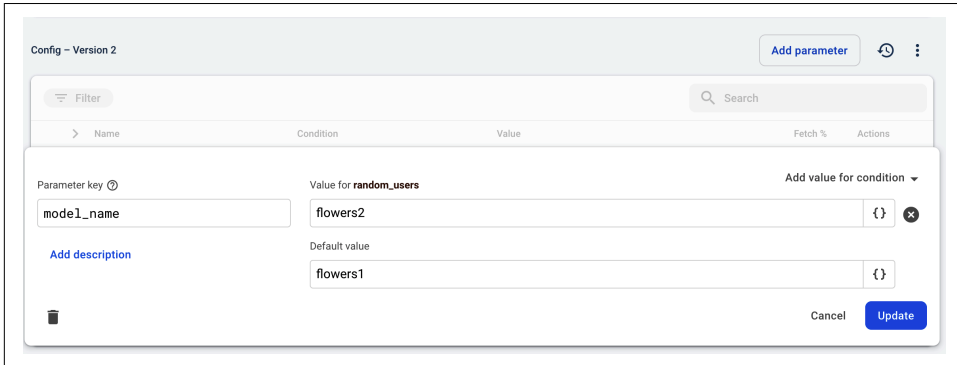 Config – Version 2
Add parameter
Filter
Search
Name Condition Value Fetch % Actions
Add value for condition
Parameter key
Value for random_users
model_name
flowers2
{}
Add description
Default value
flowers1
{}
Cancel
Update